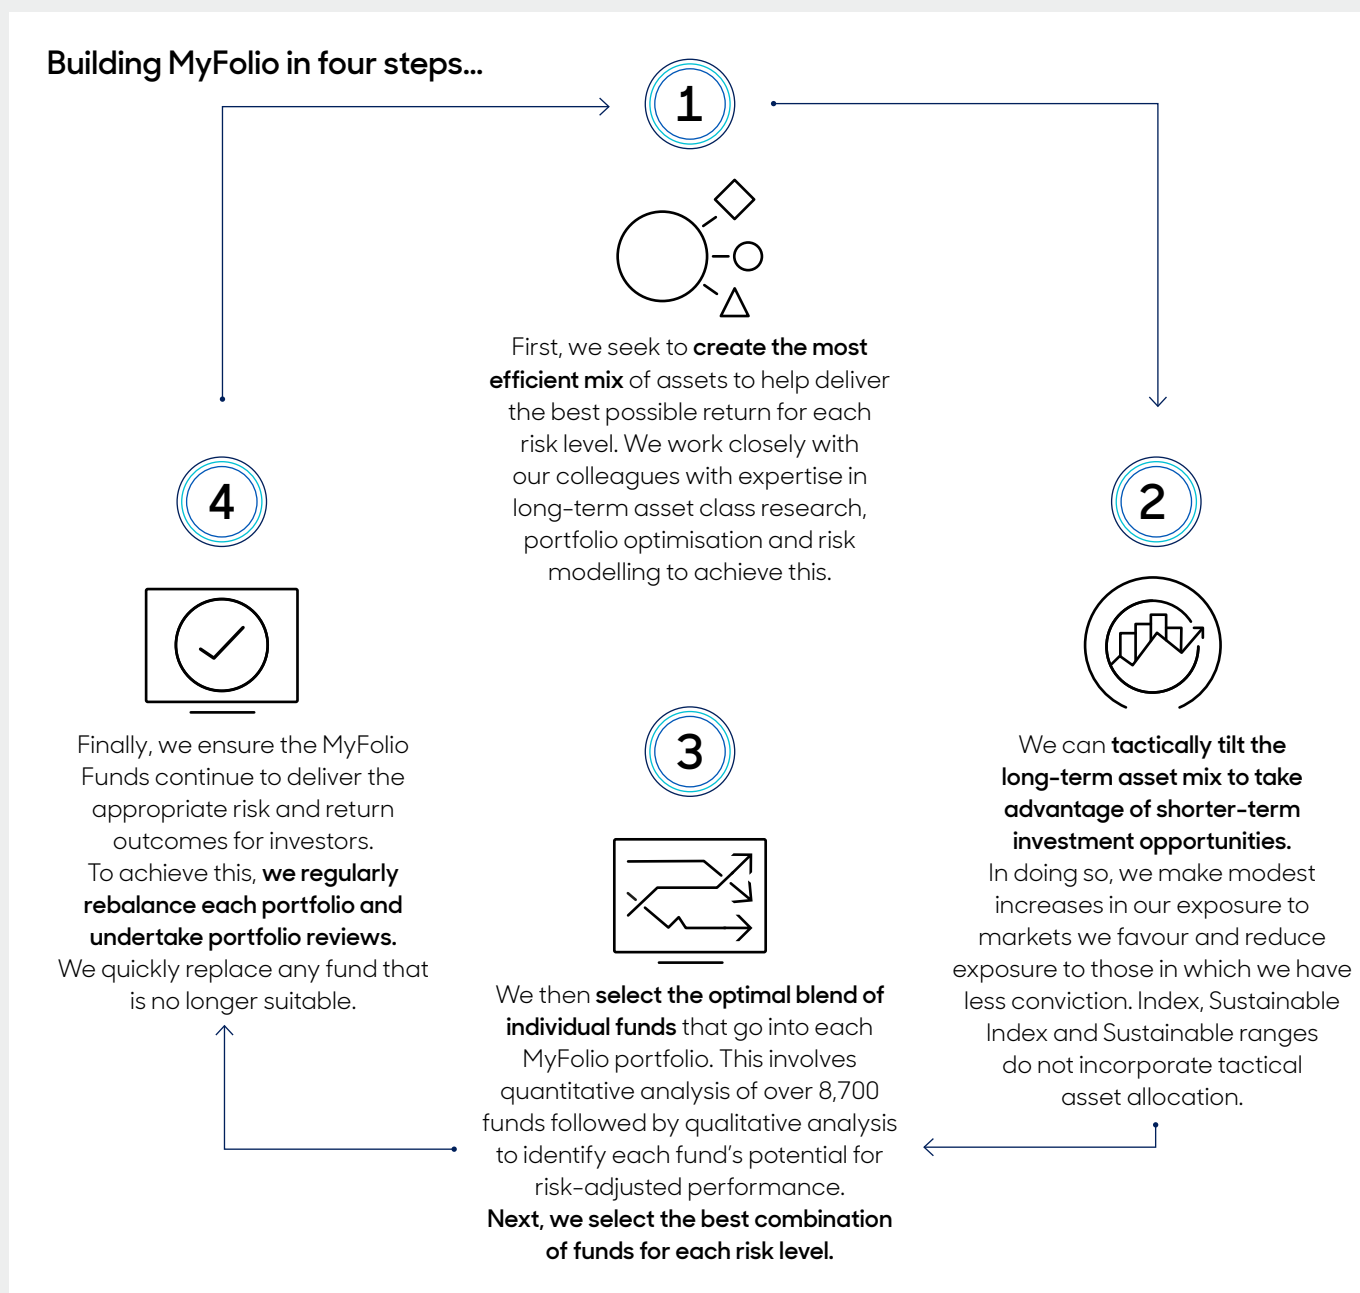 Building MyFolio in four steps...
1
First, we seek to create the most
efficient mix of assets to help deliver
the best possible return for each
risk level. We work closely with
our colleagues with expertise in
long-term asset class research,
portfolio optimisation and risk
modelling to achieve this.
2
We can tactically tilt the
long-term asset mix to take
advantage of shorter-term
investment opportunities.
In doing so, we make modest
increases in our exposure to
markets we favour and reduce
exposure to those in which we have
less conviction. Index, Sustainable
Index and Sustainable ranges
do not incorporate tactical
asset allocation.
3
We then select the optimal blend of
individual funds that go into each
MyFolio portfolio. This involves
quantitative analysis of over 8,700
funds followed by qualitative analysis
to identify each fund's potential for
risk-adjusted performance.
Next, we select the best combination
of funds for each risk level.
4
Finally, we ensure the MyFolio
Funds continue to deliver the
appropriate risk and return
outcomes for investors.
To achieve this, we regularly
rebalance each portfolio and
undertake portfolio reviews.
We quickly replace any fund that
is no longer suitable.